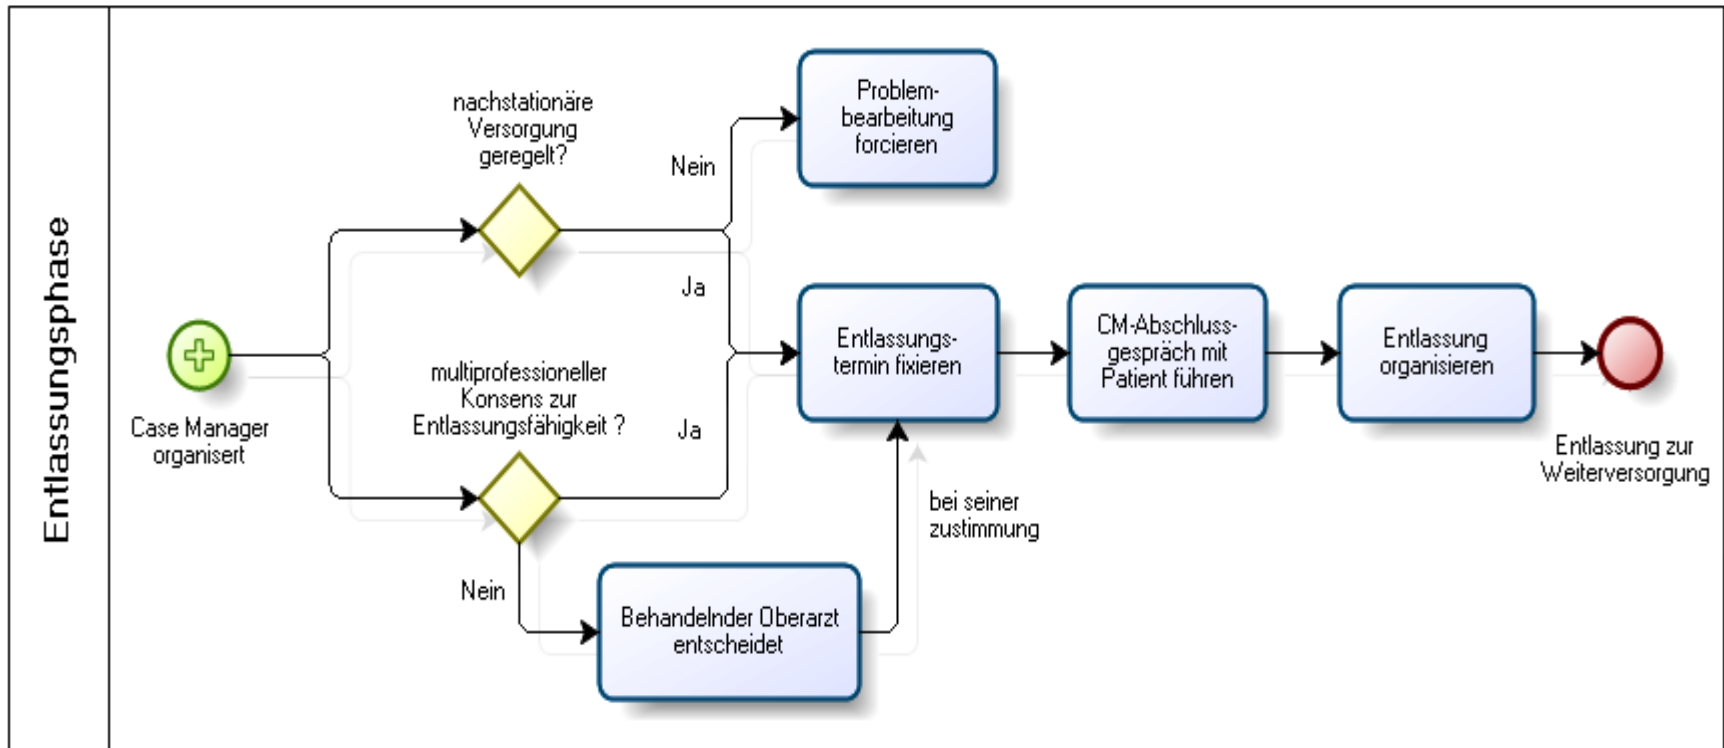 Entlassungsphase
Case Manager
organisert
nachstationäre
Versorgung
geregelt?
Nein
Problem-
bearbeitung
forcieren
Ja
multiprofessioneller
Konsens zur
Entlassungsfähigkeit ?
Ja
Nein
Behandelnder Oberarzt
entscheidet
bei seiner
zustimmung
Entlassungs-
termin fixieren
CM-Abschluss-
gespräch mit
Patient führen
Entlassung
organisieren
Entlassung zur
Weiterversorgung